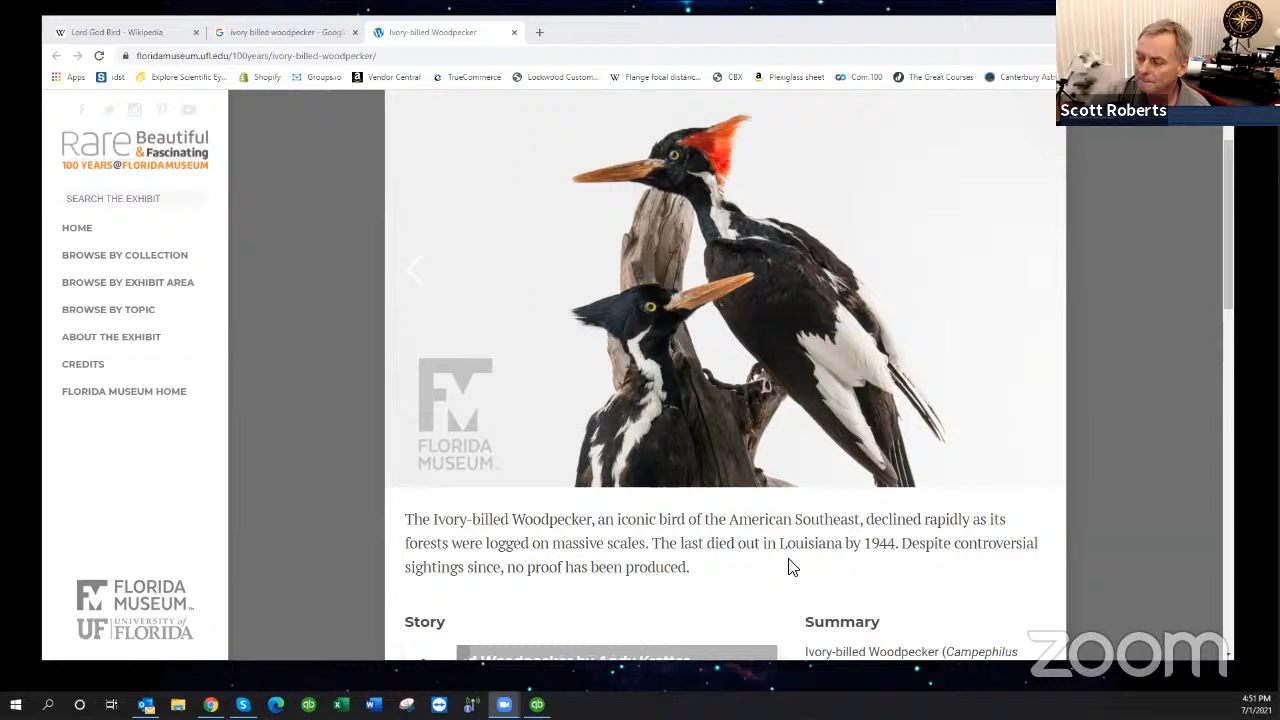 Lord God Bird - Wikipedia
ivory billed woodpecker - Googl
Ivory-billed Woodpecker
floridamuseum.ufl.edu/100years/ivory-billed-woodpecker/
Apps
idst
Explore Scientific Ey...
Shopify
Groups.io
Vendor Central
TrueCommerce
Lockwood Custom...
Flange focal distanc...
CBX
Plexiglass sheet
Com.100
The Great Courses
Canterbury Astr
Scott Roberts
Rare Beautiful
& Fascinating
100 YEARS@FLORIDAMUSEUM
SEARCH THE EXHIBIT
HOME
BROWSE BY COLLECTION
BROWSE BY EXHIBIT AREA
BROWSE BY TOPIC
ABOUT THE EXHIBIT
CREDITS
FLORIDA MUSEUM HOME
FLORIDA
MUSEUM
UF UNIVERSITY of
FLORIDA
FLORIDA
MUSEUM
The Ivory-billed Woodpecker, an iconic bird of the American Southeast, declined rapidly as its
forests were logged on massive scales. The last died out in Louisiana by 1944. Despite controversial
sightings since, no proof has been produced.
Story
Summary
Ivory-billed Woodpecker (Campephilus
zoom
4:51 PM
7/1/2021